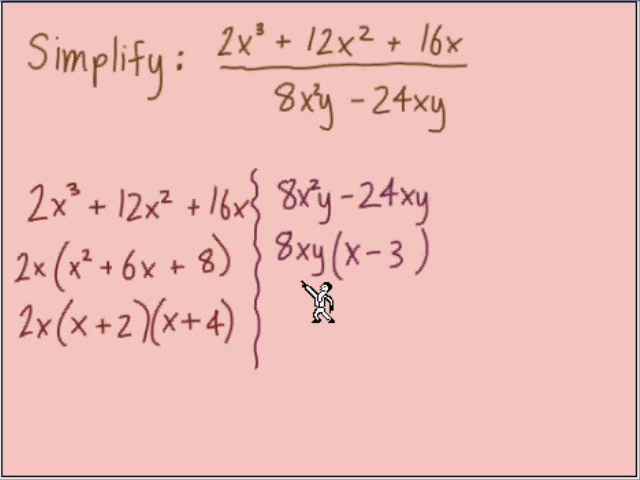 Simplify: 2x³ + 12x² + 16x
8x²y - 24xy
2x³ + 12x² + 16x
2x(x² + 6x + 8)
2x(x + 2)(x + 4)
8x²y - 24xy
8xy(x - 3)